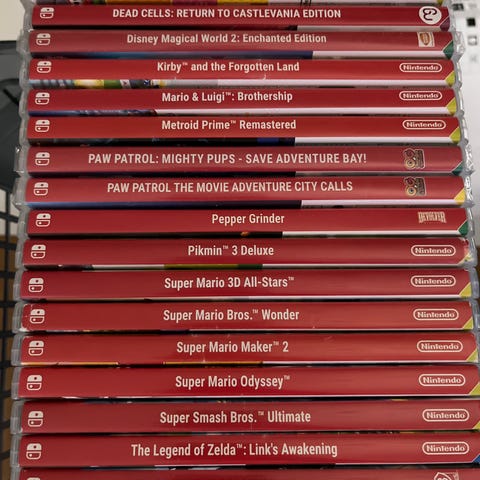 DEAD CELLS: RETURN TO CASTLEVANIA EDITION
Disney Magical World 2: Enchanted Edition
Kirby™ and the Forgotten Land Nintendo
Mario & Luigi™: Brothership Nintendo
Metroid Prime™ Remastered Nintendo
PAW PATROL: MIGHTY PUPS - SAVE ADVENTURE BAY!
PAW PATROL THE MOVIE ADVENTURE CITY CALLS
Pepper Grinder DEVOLVER
Pikmin™ 3 Deluxe Nintendo
Super Mario 3D All-Stars™ Nintendo
Super Mario Bros.™ Wonder Nintendo
Super Mario Maker™ 2 Nintendo
Super Mario Odyssey™ Nintendo
Super Smash Bros.™ Ultimate Nintendo
The Legend of Zelda™: Link's Awakening Nintendo